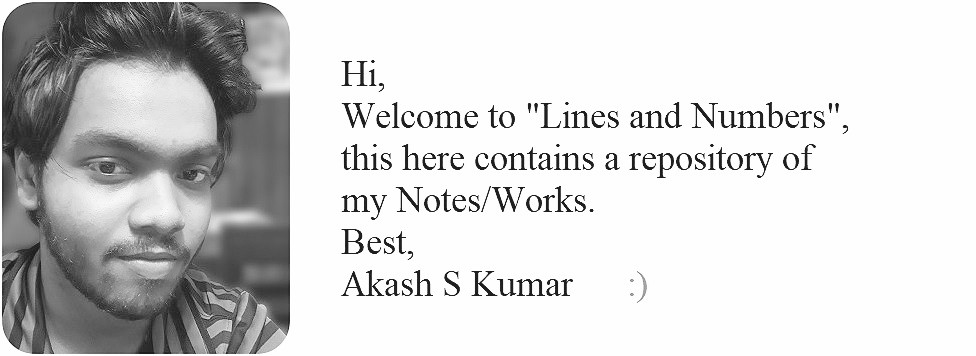 Hi,
Welcome to "Lines and Numbers",
this here contains a repository of
my Notes/Works.
Best,
Akash S Kumar :)